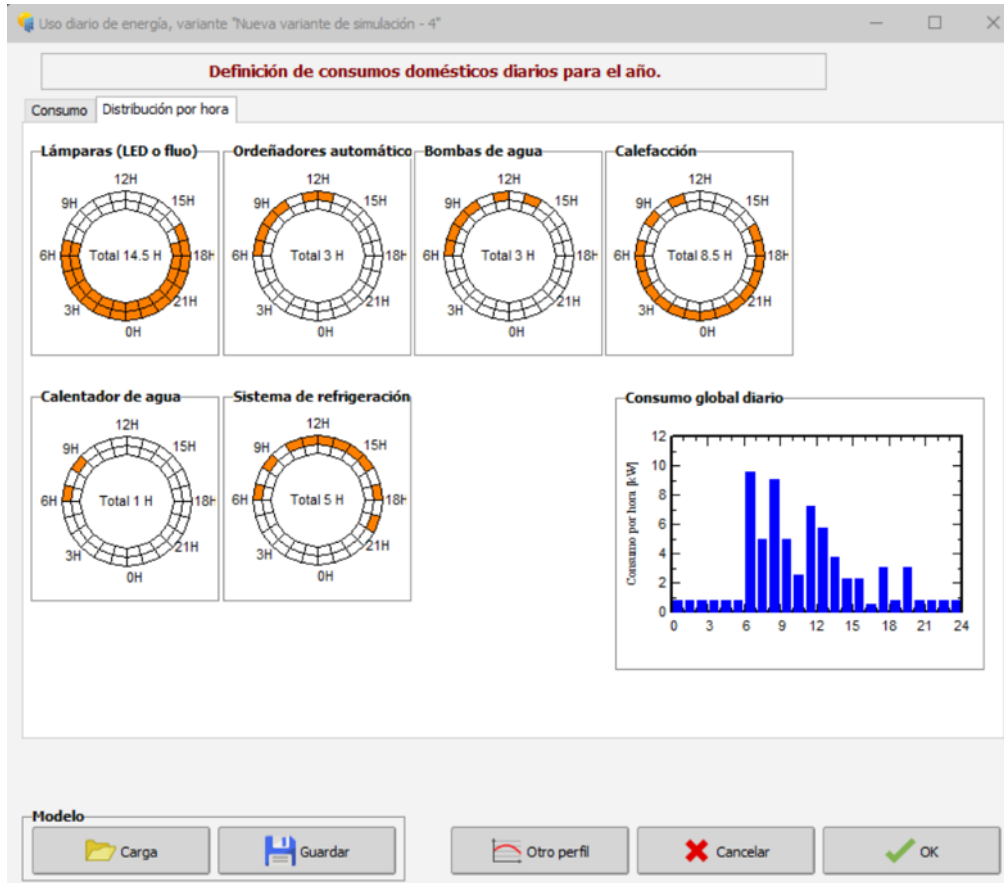 Uso diario de energía, variante "Nueva variante de simulación - 4"
Definición de consumos domésticos diarios para el año.
Consumo Distribución por hora
Lámparas (LED o fluo)
12H
9H 15H
6H Total 14.5 H 18H
3H 21H
0H
Ordeñadores automático
12H
9H 15H
6H Total 3 H 18H
3H 21H
0H
Bombas de agua
12H
9H 15H
6H Total 3 H 18H
3H 21H
0H
Calefacción
12H
9H 15H
6H Total 8.5 H 18H
3H 21H
0H
Calentador de agua
12H
9H 15H
6H Total 1 H 18H
3H 21H
0H
Sistema de refrigeración
12H
9H 15H
6H Total 5 H 18H
3H 21H
0H
Consumo global diario
Consumo por hora [kW]
12
10
8
6
4
2
0
0 3 6 9 12 15 18 21 24
Modelo
Carga Guardar Otro perfil Cancelar OK